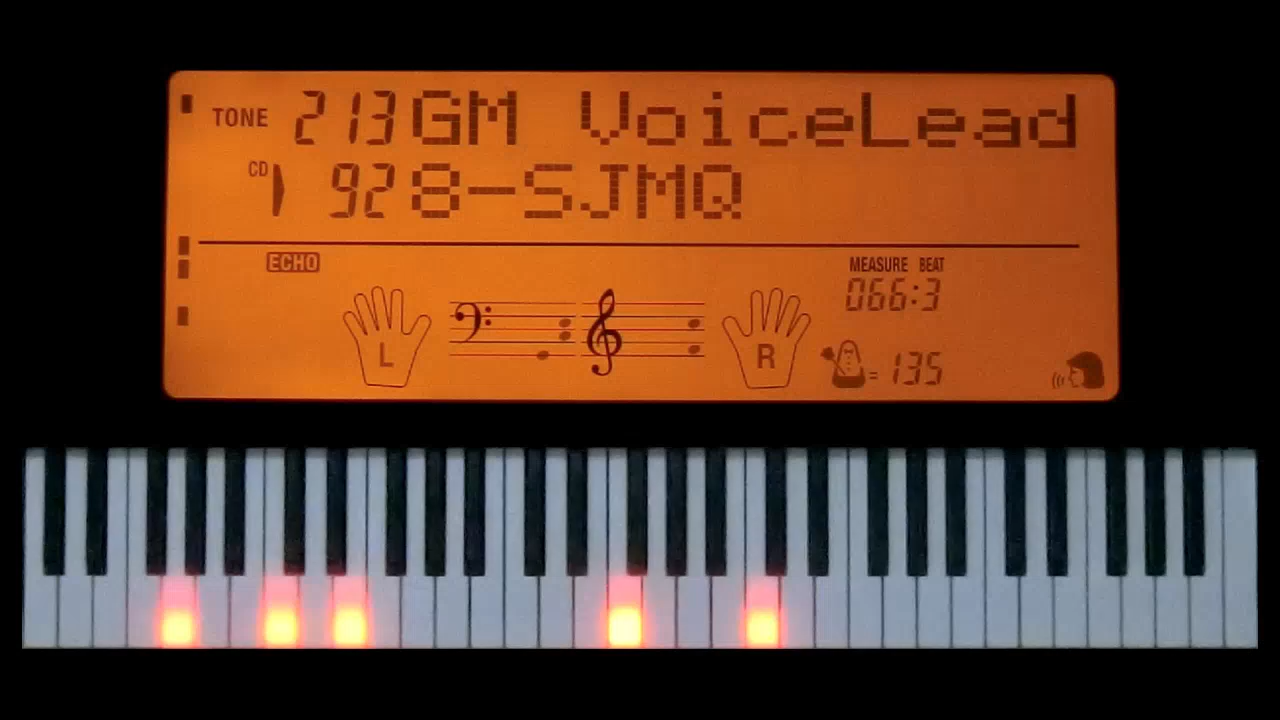 TONE 213GM VoiceLead
CD 928-SJMQ
ECHO
MEASURE BEAT
066:3
L
R
= 135